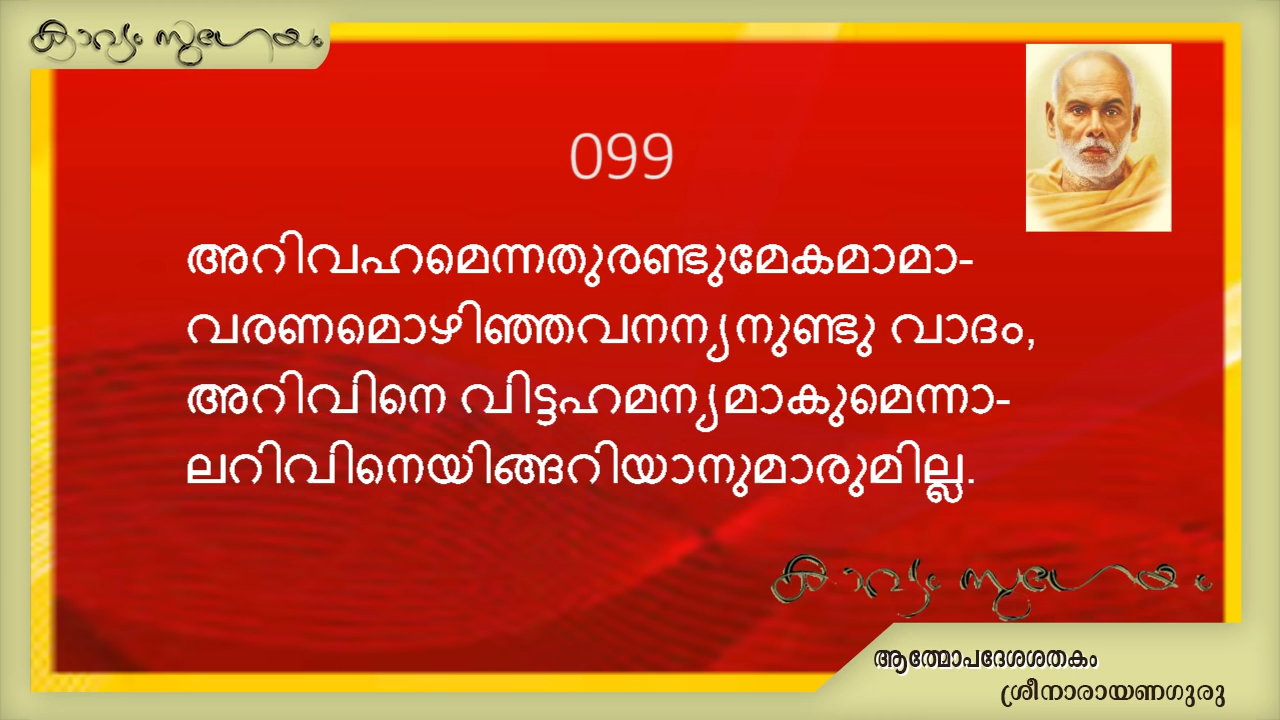 കാവ്യം സുഗേയം
099
അറിവഹമെന്നതുരണ്ടുമേകമാമാ-
വരണമൊഴിഞ്ഞവനന്യനുണ്ടു വാദം,
അറിവിനെ വിട്ടഹമന്യമാകുമെന്നാ-
ലറിവിനെയിങ്ങറിയാനുമാരുമില്ല.
കാവ്യം സുഗേയം
ആത്മോപദേശശതകം
ശ്രീനാരായണഗുരു